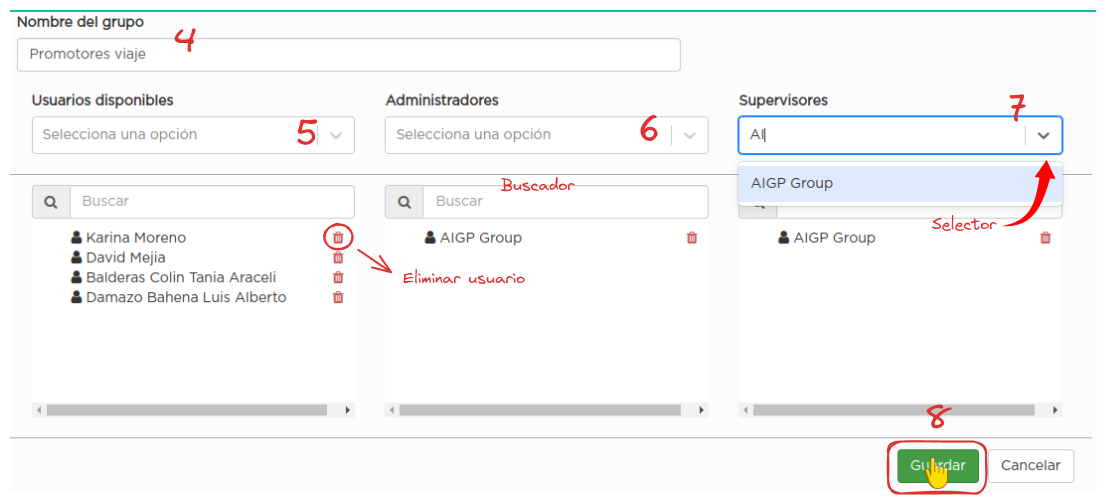 Nombre del grupo
4
Promotores viaje
Usuarios disponibles
Administradores
Supervisores
7
Selecciona una opción
5
Selecciona una opción
6
AI
AIGP Group
Buscar
Buscador
Buscar
Selector
Karina Moreno
David Mejia
Balderas Colin Tania Araceli
Damazo Bahena Luis Alberto
Eliminar usuario
AIGP Group
AIGP Group
8
Guardar
Cancelar